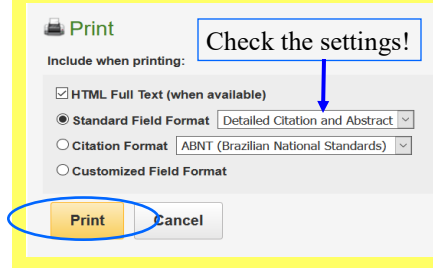 Print
Check the settings!
Include when printing:
HTML Full Text (when available)
Standard Field Format Detailed Citation and Abstract
Citation Format ABNT (Brazilian National Standards)
Customized Field Format
Print Cancel